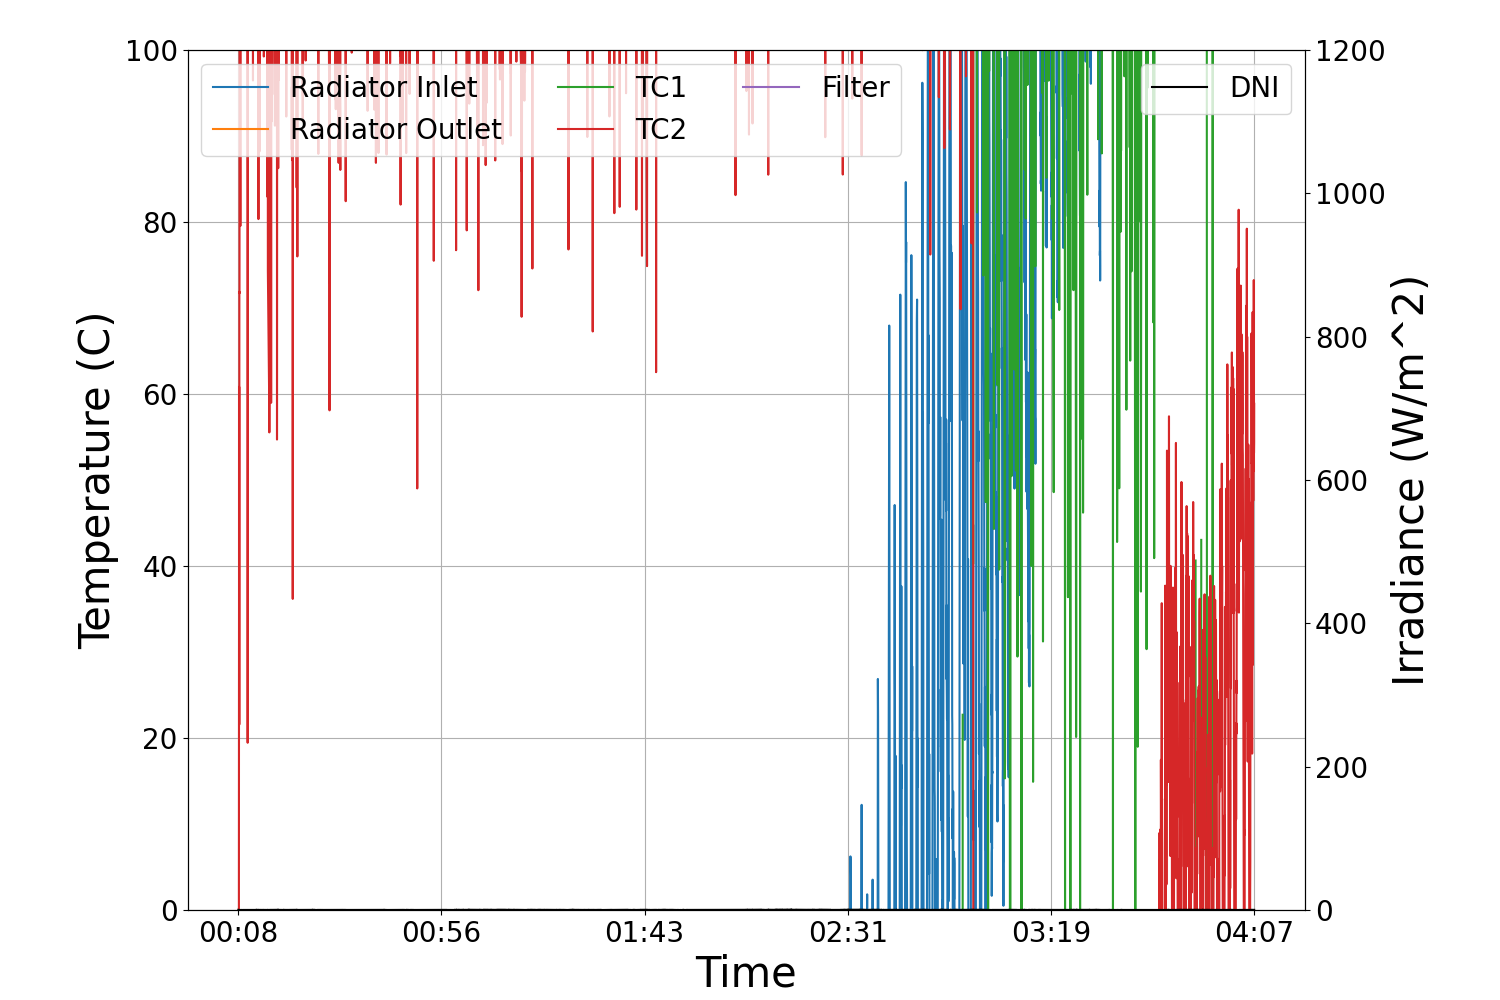 100
80
60
40
20
0
Temperature (C)
Radiator Inlet
Radiator Outlet
TC1
TC2
Filter
DNI
1200
1000
800
600
400
200
0
Irradiance (W/m^2)
00:08
00:56
01:43
02:31
03:19
04:07
Time